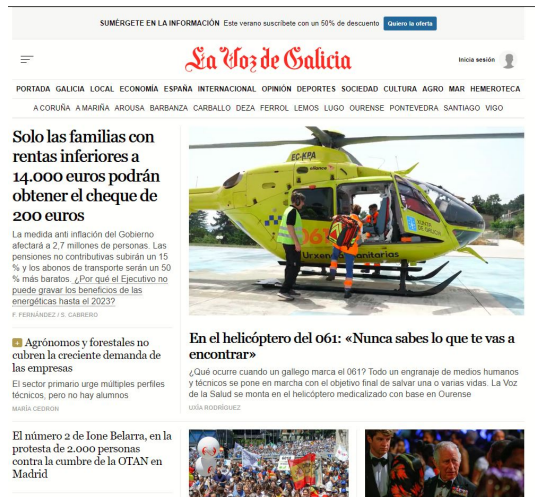 SUMÉRGETE EN LA INFORMACIÓN Este verano suscríbete con un 50% de descuento Quiero la oferta
La Voz de Galicia
Inicia sesión
PORTADA GALICIA LOCAL ECONOMÍA ESPAÑA INTERNACIONAL OPINIÓN DEPORTES SOCIEDAD CULTURA AGRO MAR HEMEROTECA
A CORUÑA A MARIÑA AROUSA BARBANZA CARBALLO DEZA FERROL LEMOS LUGO OURENSE PONTEVEDRA SANTIAGO VIGO
Solo las familias con
rentas inferiores a
14.000 euros podrán
obtener el cheque de
200 euros
La medida anti inflación del Gobierno
afectará a 2,7 millones de personas. Las
pensiones no contributivas subirán un 15
% y los abonos de transporte serán un 50
% más baratos. ¿Por qué el Ejecutivo no
puede gravar los beneficios de las
energéticas hasta el 2023?
F. FERNÁNDEZ / S. CABRERO
Agrónomos y forestales no
cubren la creciente demanda de
las empresas
El sector primario urge múltiples perfiles
técnicos, pero no hay alumnos
MARÍA CEDRÓN
El número 2 de Ione Belarra, en la
protesta de 2.000 personas
contra la cumbre de la OTAN en
Madrid
EC-KPA
061
Urxencias Sanitarias
XUNTA
DE GALICIA
En el helicóptero del 061: «Nunca sabes lo que te vas a
encontrar»
¿Qué ocurre cuando un gallego marca el 061? Todo un engranaje de medios humanos
y técnicos se pone en marcha con el objetivo final de salvar una o varias vidas. La Voz
de la Salud se monta en el helicóptero medicalizado con base en Ourense
UXÍA RODRÍGUEZ